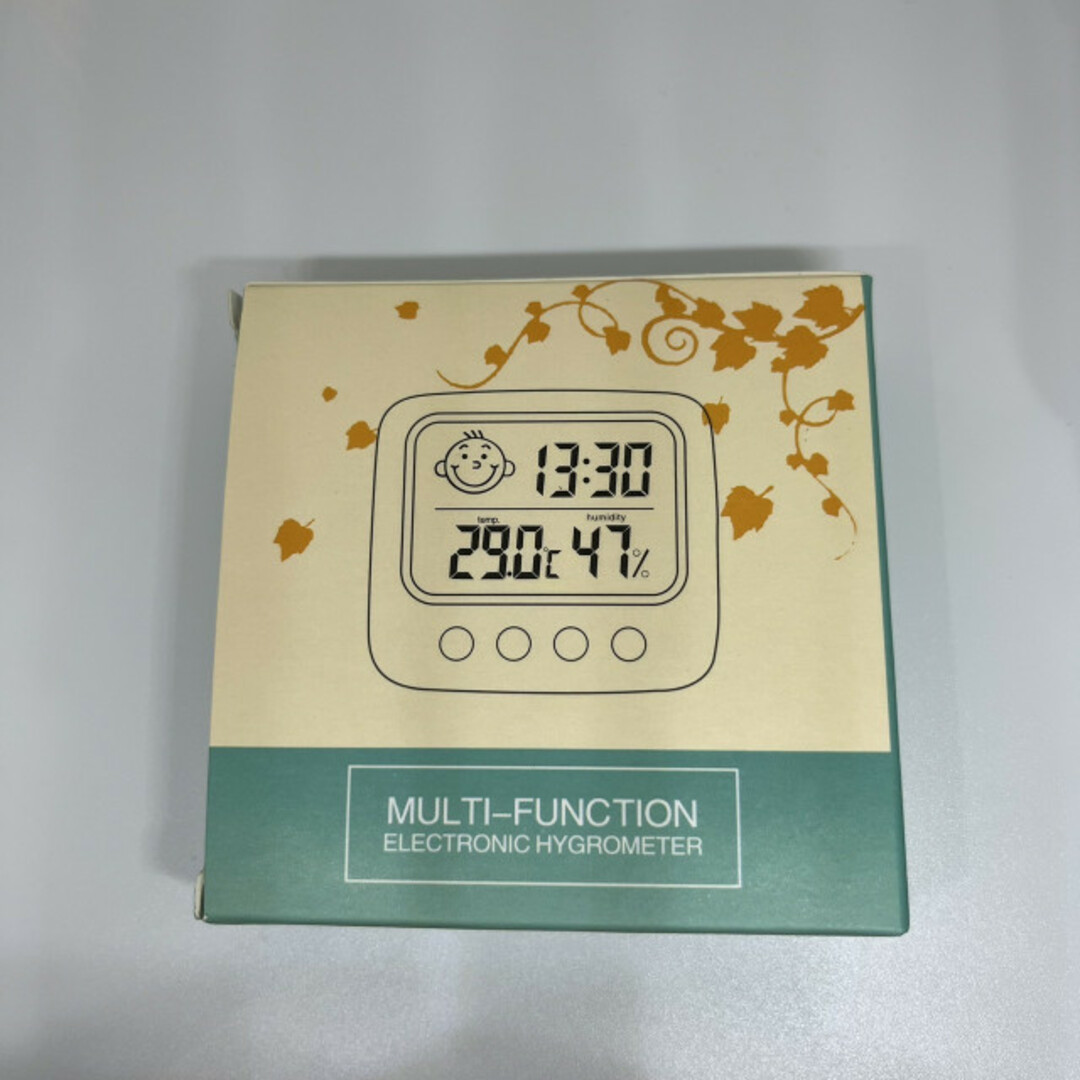 13:30
temp. humidity
29.0℃ 47%
MULTI-FUNCTION
ELECTRONIC HYGROMETER